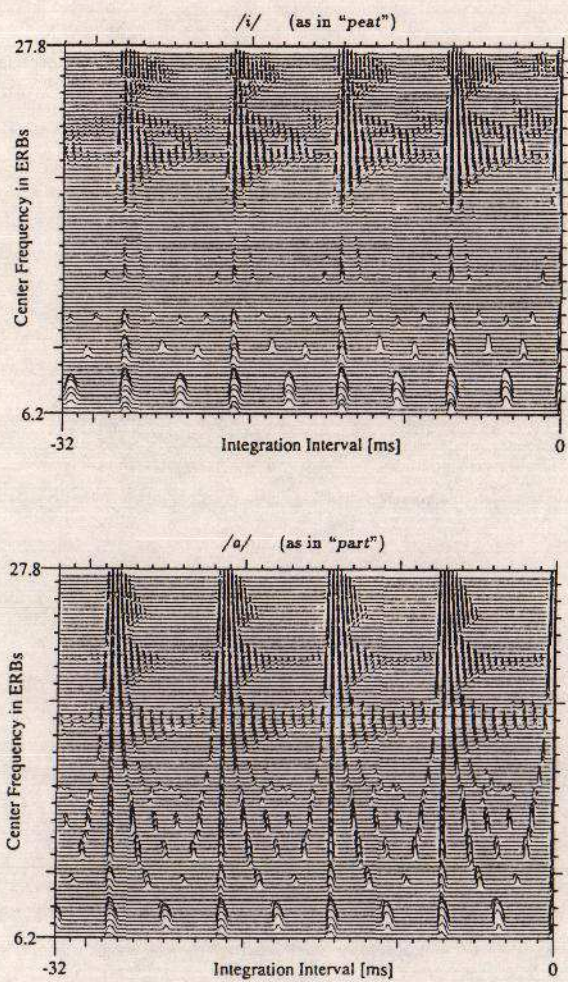 /i/ (as in "peat")
27.8
Center Frequency in ERBs
6.2
-32
Integration Interval [ms]
0
/a/ (as in "part")
27.8
Center Frequency in ERBs
6.2
-32
Integration Interval [ms]
0